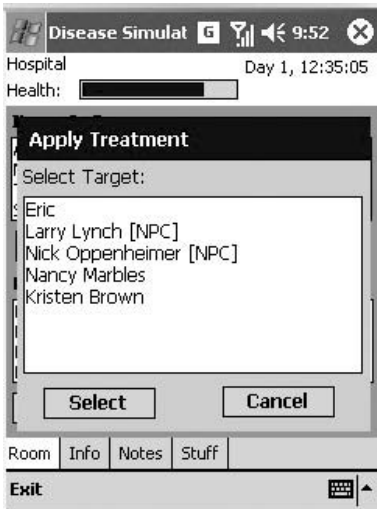 Disease Simulat G 9:52
Hospital Day 1, 12:35:05
Health:
Apply Treatment
Select Target:
Eric
Larry Lynch [NPC]
Nick Oppenheimer [NPC]
Nancy Marbles
Kristen Brown
Select Cancel
Room Info Notes Stuff
Exit